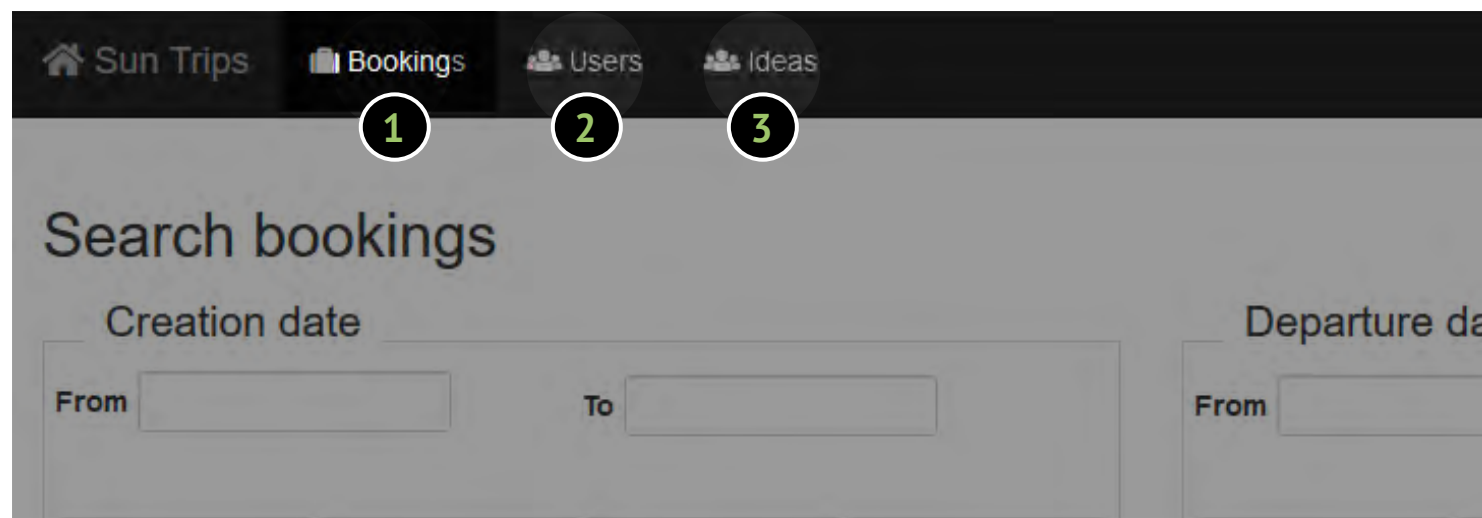 Sun Trips Bookings Users Ideas
1 2 3
Search bookings
Creation date Departure da
From To From